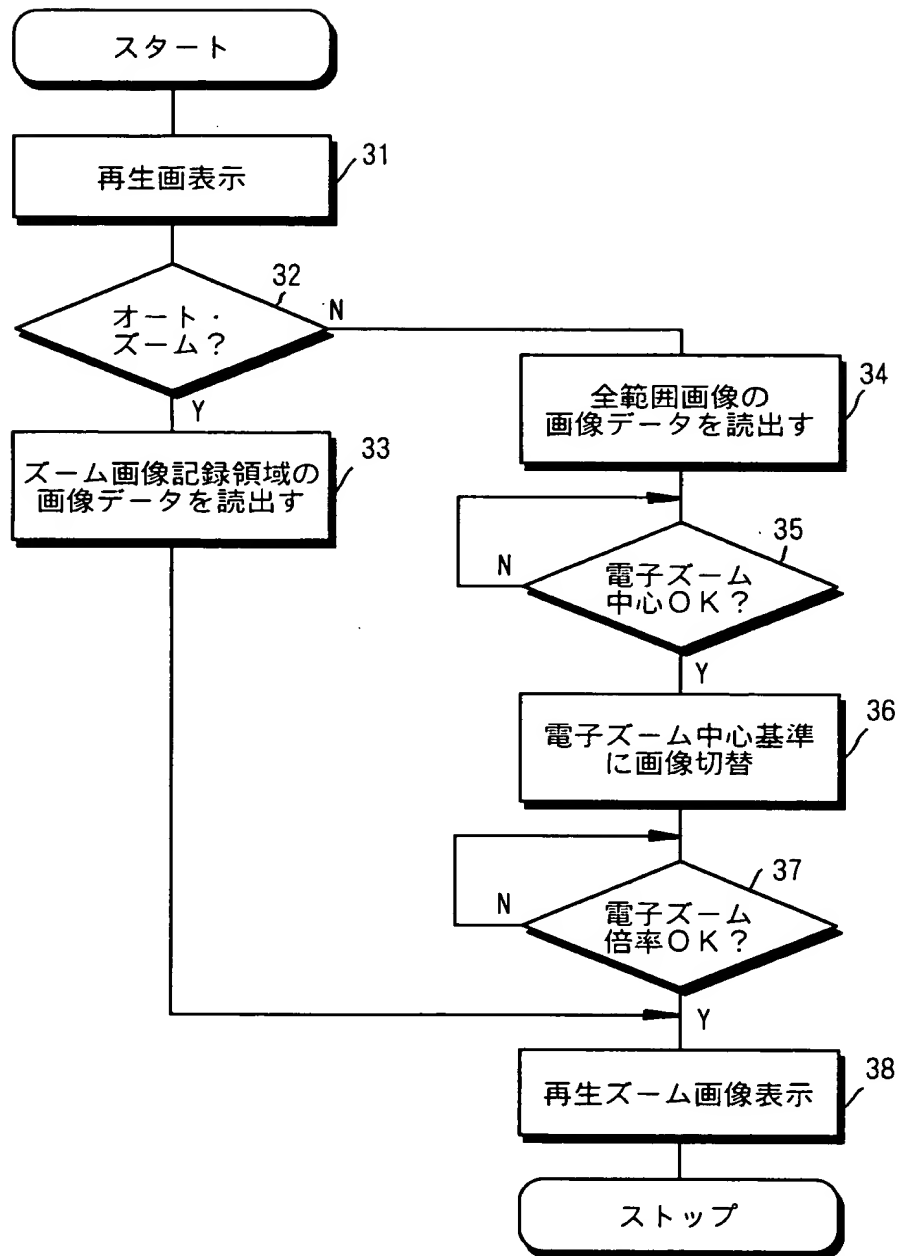 スタート
再生画表示
31
オート・
ズーム?
32
N
Y
ズーム画像記録領域の
画像データを読出す
33
全範囲画像の
画像データを読出す
34
電子ズーム
中心OK?
35
N
Y
電子ズーム中心基準
に画像切替
36
電子ズーム
倍率OK?
37
N
Y
再生ズーム画像表示
38
ストップ